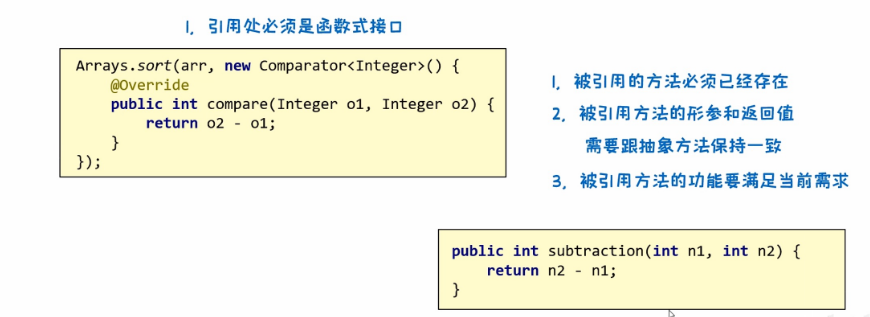 1, 引用处必须是函数式接口
Arrays.sort(arr, new Comparator<Integer>() {
    @Override
    public int compare(Integer o1, Integer o2) {
        return o2 - o1;
    }
});
1, 被引用的方法必须已经存在
2, 被引用方法的形参和返回值
需要跟抽象方法保持一致
3, 被引用方法的功能要满足当前需求
public int subtraction(int n1, int n2) {
    return n2 - n1;
}